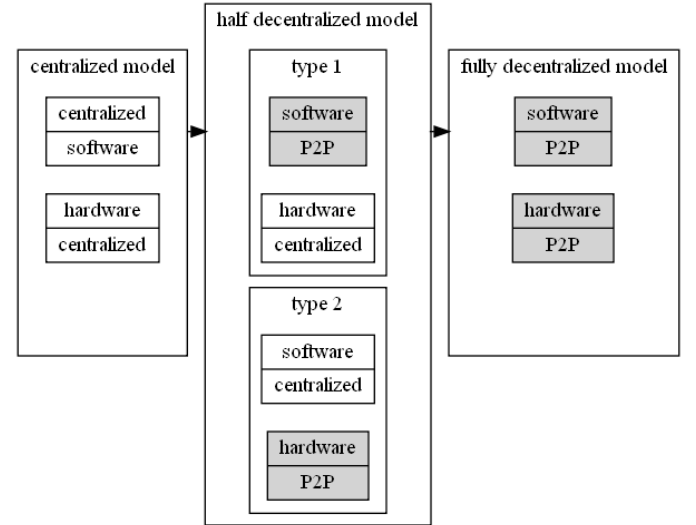 half decentralized model
centralized model
centralized
software
hardware
centralized
type 1
software
P2P
hardware
centralized
type 2
software
centralized
hardware
P2P
fully decentralized model
software
P2P
hardware
P2P